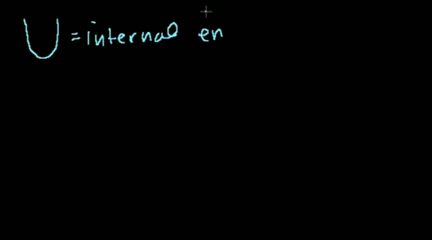 U = internal en